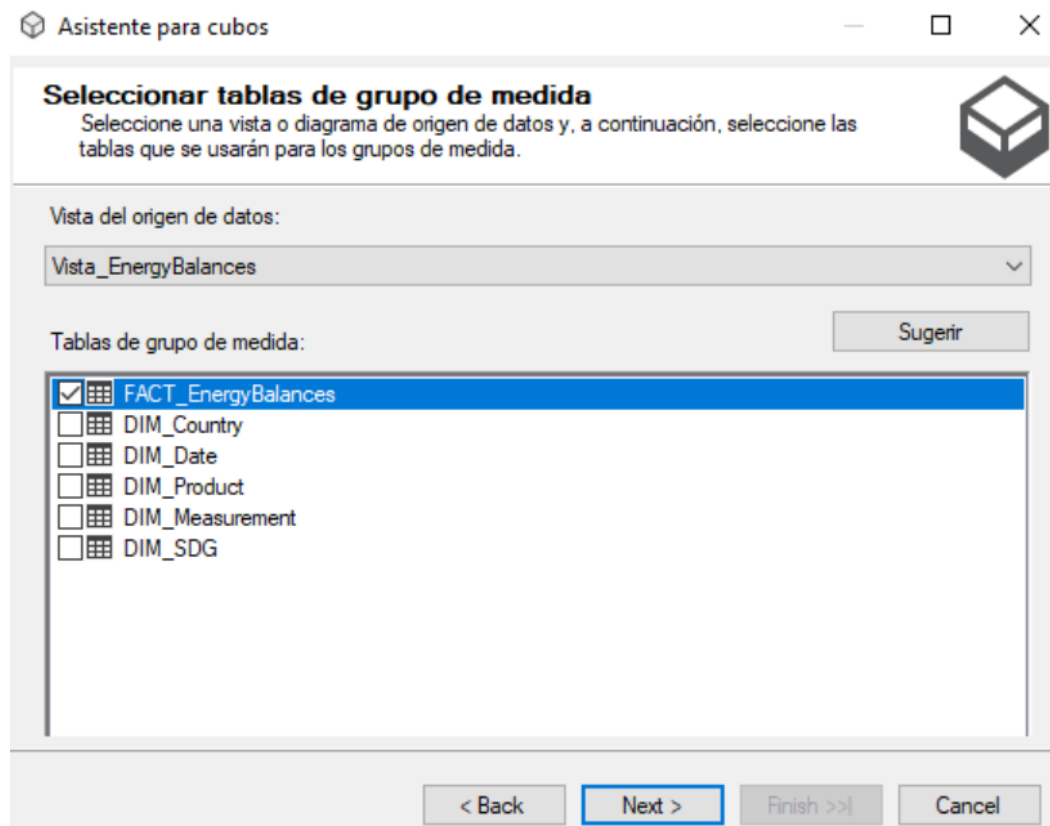 Asistente para cubos
Seleccionar tablas de grupo de medida
Seleccione una vista o diagrama de origen de datos y, a continuación, seleccione las
tablas que se usarán para los grupos de medida.
Vista del origen de datos:
Vista_EnergyBalances
Sugerir
Tablas de grupo de medida:
FACT_EnergyBalances
DIM_Country
DIM_Date
DIM_Product
DIM_Measurement
DIM_SDG
< Back Next > Finish >>| Cancel